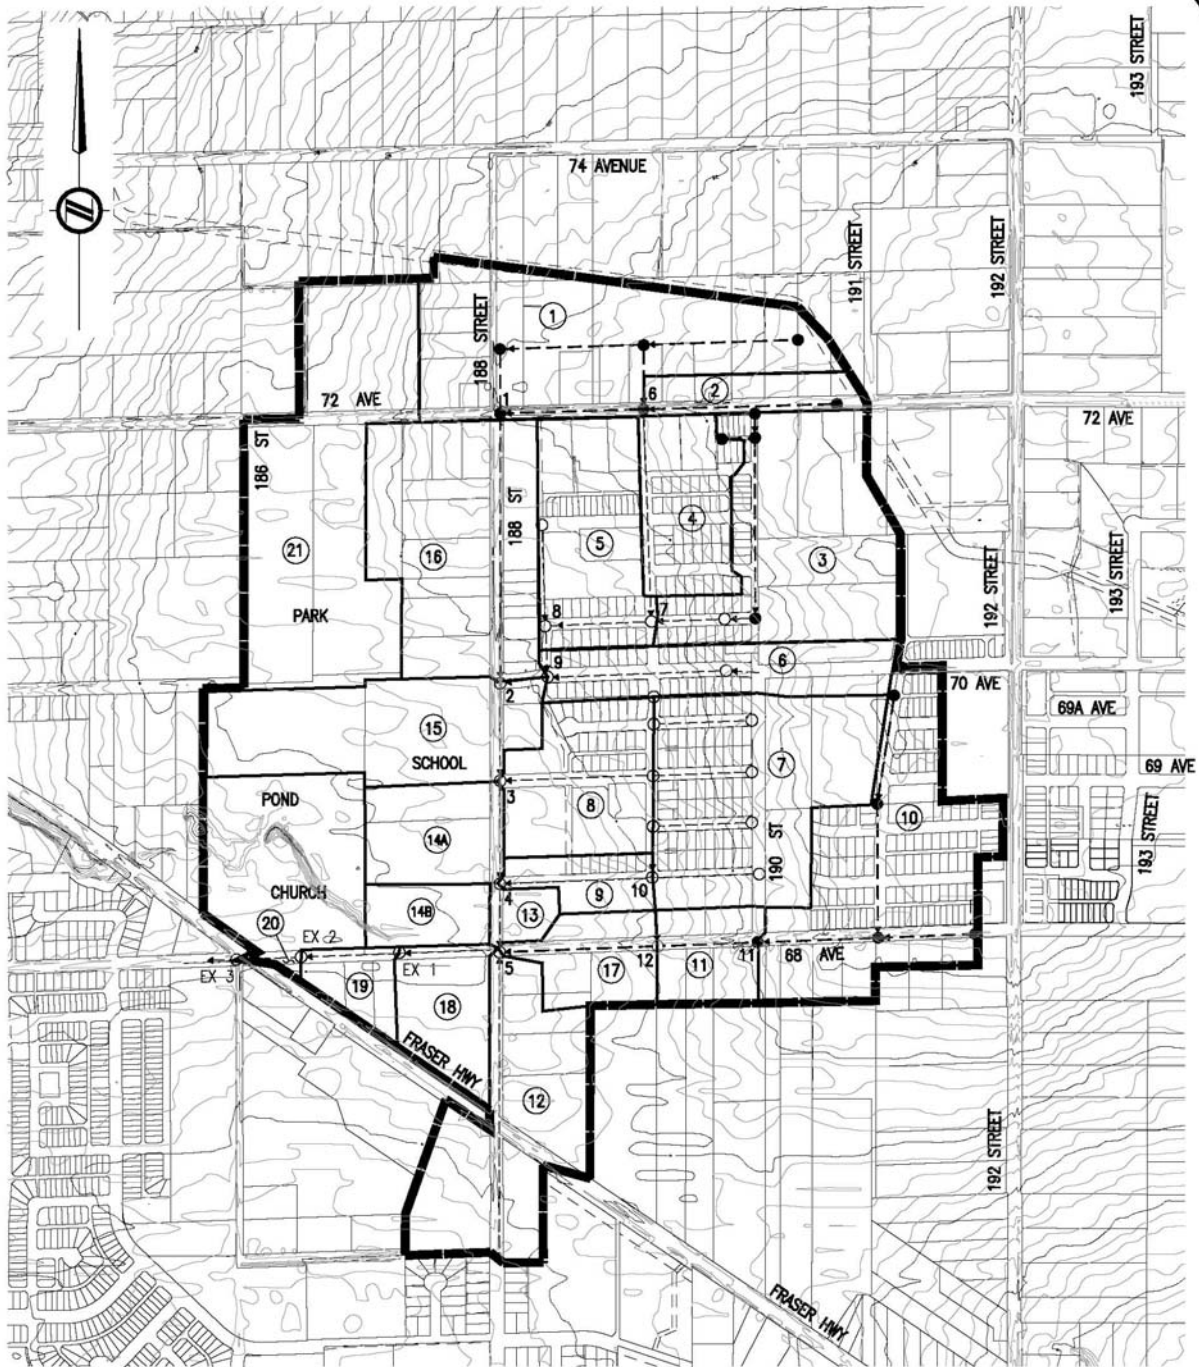 193 STREET
74 AVENUE
191 STREET
192 STREET
188 STREET
1
72 AVE
1
6
2
72 AVE
186 ST
188 ST
4
5
21
16
3
192 STREET
193 STREET
PARK
8
7
9
6
2
70 AVE
69A AVE
15
SCHOOL
7
69 AVE
3
POND
8
10
14A
190 ST
193 STREET
CHURCH
4
10
9
14B
13
20
EX 2
EX 3
EX 1
5
17
12
11
11
68 AVE
19
18
FRASER HWY
12
192 STREET
FRASER HWY